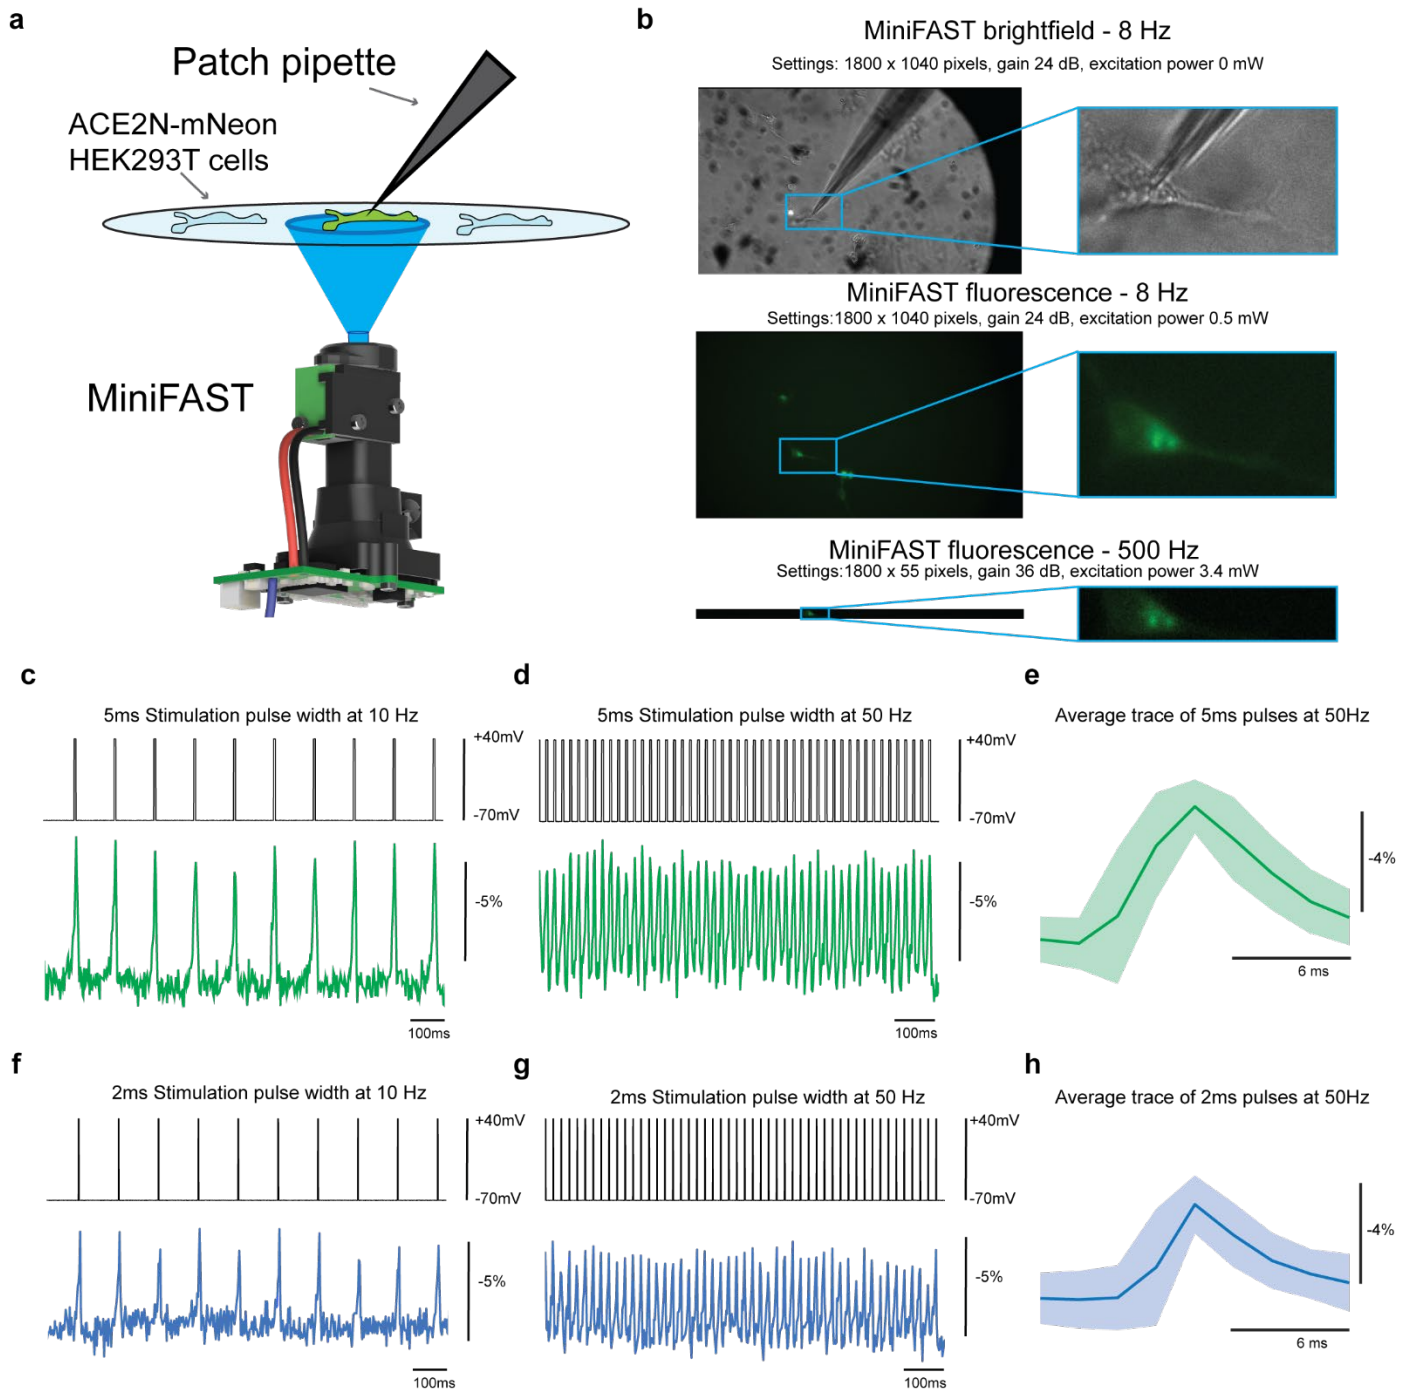 a
Patch pipette
ACE2N-mNeon
HEK293T cells
MiniFAST
b
MiniFAST brightfield - 8 Hz
Settings: 1800 x 1040 pixels, gain 24 dB, excitation power 0 mW
MiniFAST fluorescence - 8 Hz
Settings:1800 x 1040 pixels, gain 24 dB, excitation power 0.5 mW
MiniFAST fluorescence - 500 Hz
Settings:1800 x 55 pixels, gain 36 dB, excitation power 3.4 mW
c
5ms Stimulation pulse width at 10 Hz
+40mV
-70mV
-5%
100ms
d
5ms Stimulation pulse width at 50 Hz
+40mV
-70mV
-5%
100ms
e
Average trace of 5ms pulses at 50Hz
-4%
6 ms
f
2ms Stimulation pulse width at 10 Hz
+40mV
-70mV
-5%
100ms
g
2ms Stimulation pulse width at 50 Hz
+40mV
-70mV
-5%
100ms
h
Average trace of 2ms pulses at 50Hz
-4%
6 ms